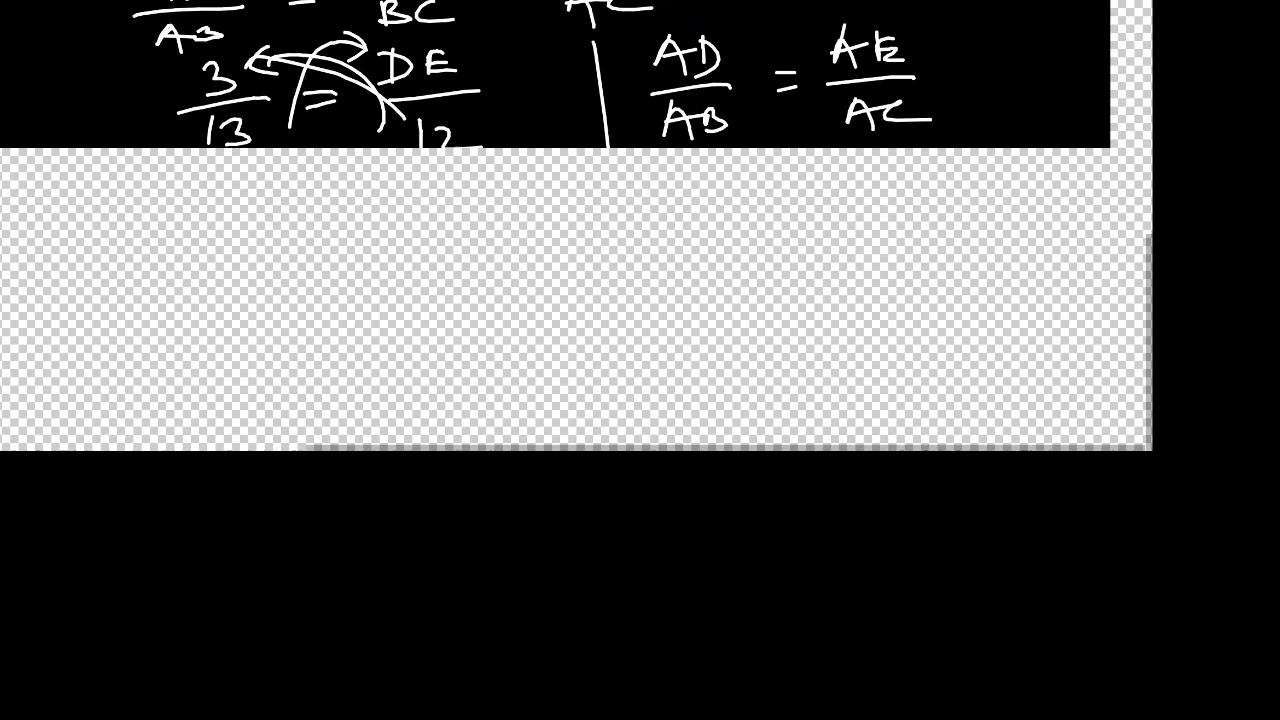 AB = BC AC
3/13 = DE/12 | AD/AB = AE/AC